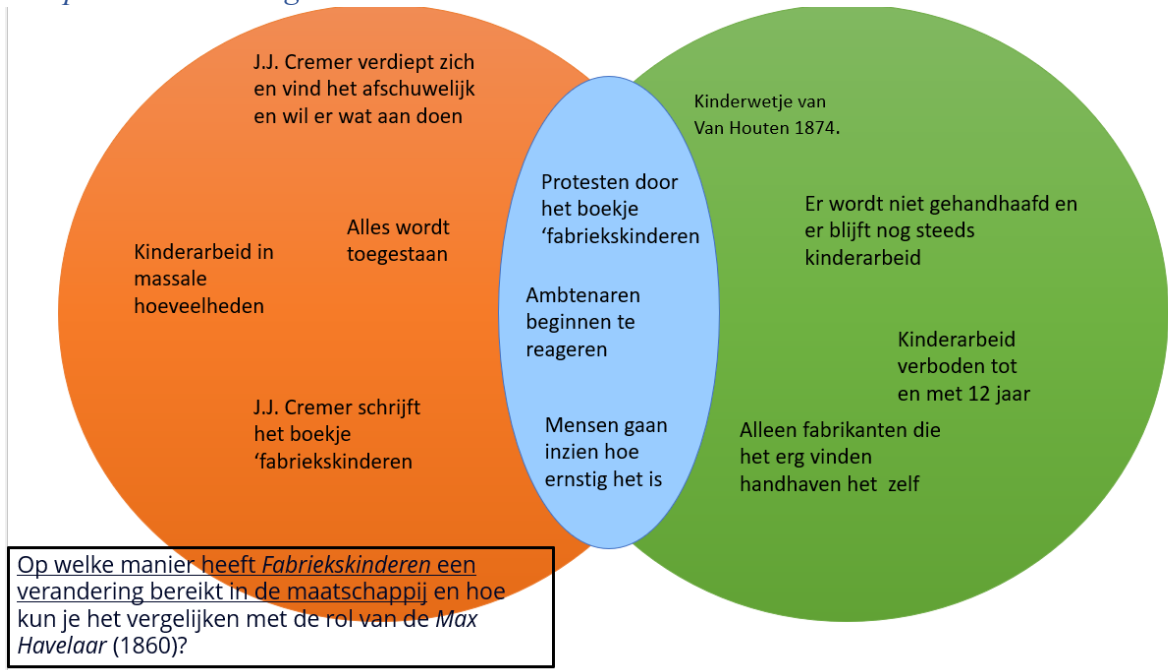 J.J. Cremer verdiept zich
en vind het afschuwelijk
en wil er wat aan doen
Alles wordt
toegestaan
Kinderarbeid in
massale
hoeveelheden
J.J. Cremer schrijft
het boekje
‘fabriekskinderen
Protesten door
het boekje
‘fabriekskinderen
Ambtenaren
beginnen te
reageren
Mensen gaan
inzien hoe
ernstig het is
Kinderwetje van
Van Houten 1874.
Er wordt niet gehandhaafd en
er blijft nog steeds
kinderarbeid
Kinderarbeid
verboden tot
en met 12 jaar
Alleen fabrikanten die
het erg vinden
handhaven het zelf
Op welke manier heeft Fabriekskinderen een
verandering bereikt in de maatschappij en hoe
kun je het vergelijken met de rol van de Max
Havelaar (1860)?